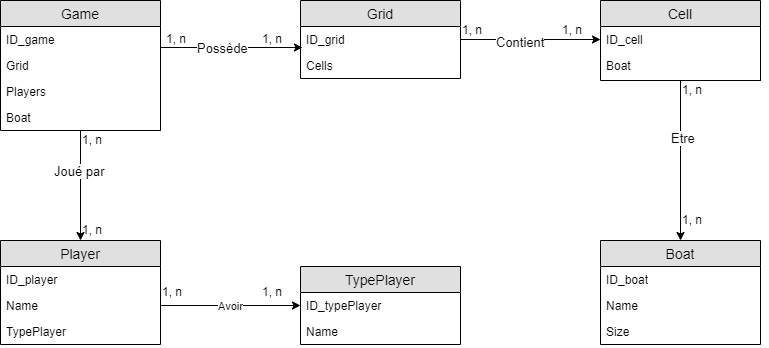 Game
ID_game
Grid
Players
Boat
1, n
Possède
1, n
Grid
ID_grid
Cells
1, n
Contient
1, n
Cell
ID_cell
Boat
1, n
Joué par
1, n
1, n
Etre
1, n
Player
ID_player
Name
TypePlayer
1, n
Avoir
1, n
TypePlayer
ID_typePlayer
Name
Boat
ID_boat
Name
Size